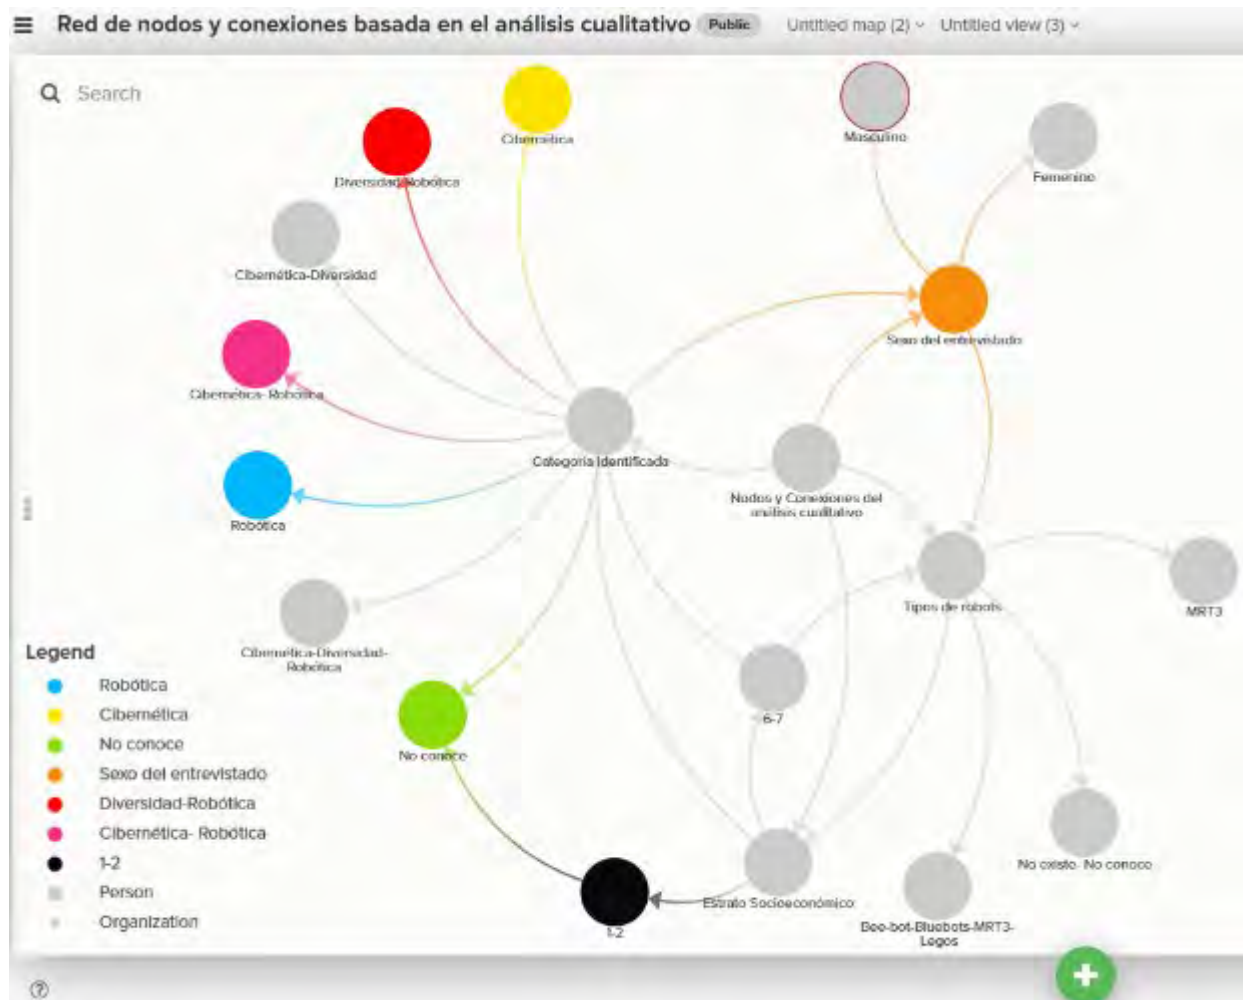 Red de nodos y conexiones basada en el análisis cualitativo Public Untitled map (2) Untitled view (3)
Search
Cibernética
Masculino
Diversidad-Robótica
Femenino
Cibernética-Diversidad
Sexo del entrevistado
Cibernética- Robótica
Categoría Identificada
Nodos y Conexiones del
análisis cualitativo
Robótica
Tipos de robots
MRT3
Cibernética-Diversidad-
Robótica
6-7
No conoce
No existe- No conoce
Estrato Socioeconómico
1-2
Bee-bot-Bluebots-MRT3-
Legos
Legend
Robótica
Cibernética
No conoce
Sexo del entrevistado
Diversidad-Robótica
Cibernética- Robótica
1-2
Person
Organization